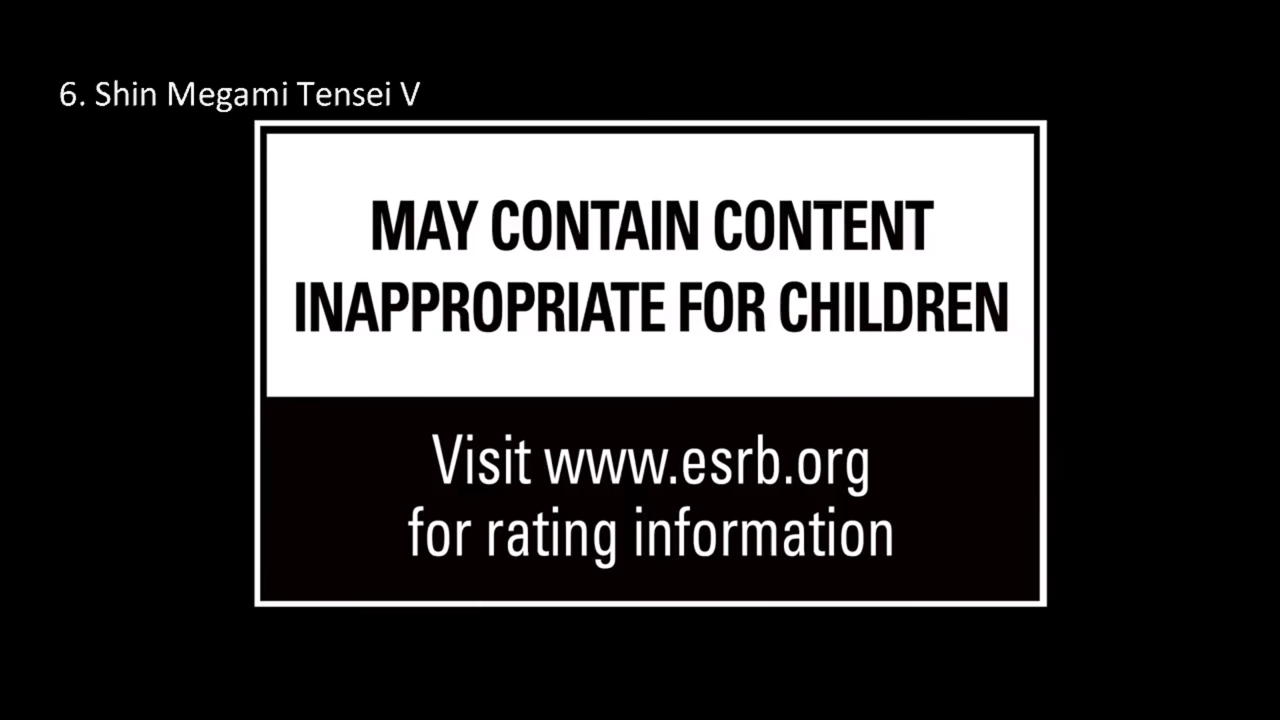 6. Shin Megami Tensei V
MAY CONTAIN CONTENT
INAPPROPRIATE FOR CHILDREN
Visit www.esrb.org
for rating information